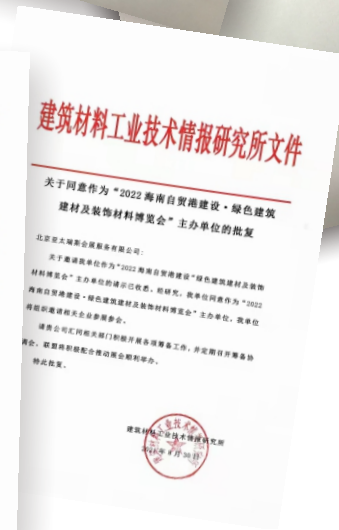 建筑材料工业技术情报研究所文件
关于同意作为“2022海南自贸港建设·绿色建筑
建材及装饰材料博览会”主办单位的批复
北京亚太瑞斯会展服务有限公司：
关于邀请我单位作为“2022海南自贸港建设“绿色建筑建材及装饰
材料博览会”主办单位的请示已收悉。经研究，我单位同意作为“2022
海南自贸港建设·绿色建筑建材及装饰材料博览会”主办单位，我单位
将组织邀请相关企业参展参会。
请贵公司汇同相关部门积极开展各项筹备工作，并定期召开筹备协
调会，联盟将积极配合推动展会顺利举办。
特此批复。
建筑材料工业技术情报研究所
年9月30日